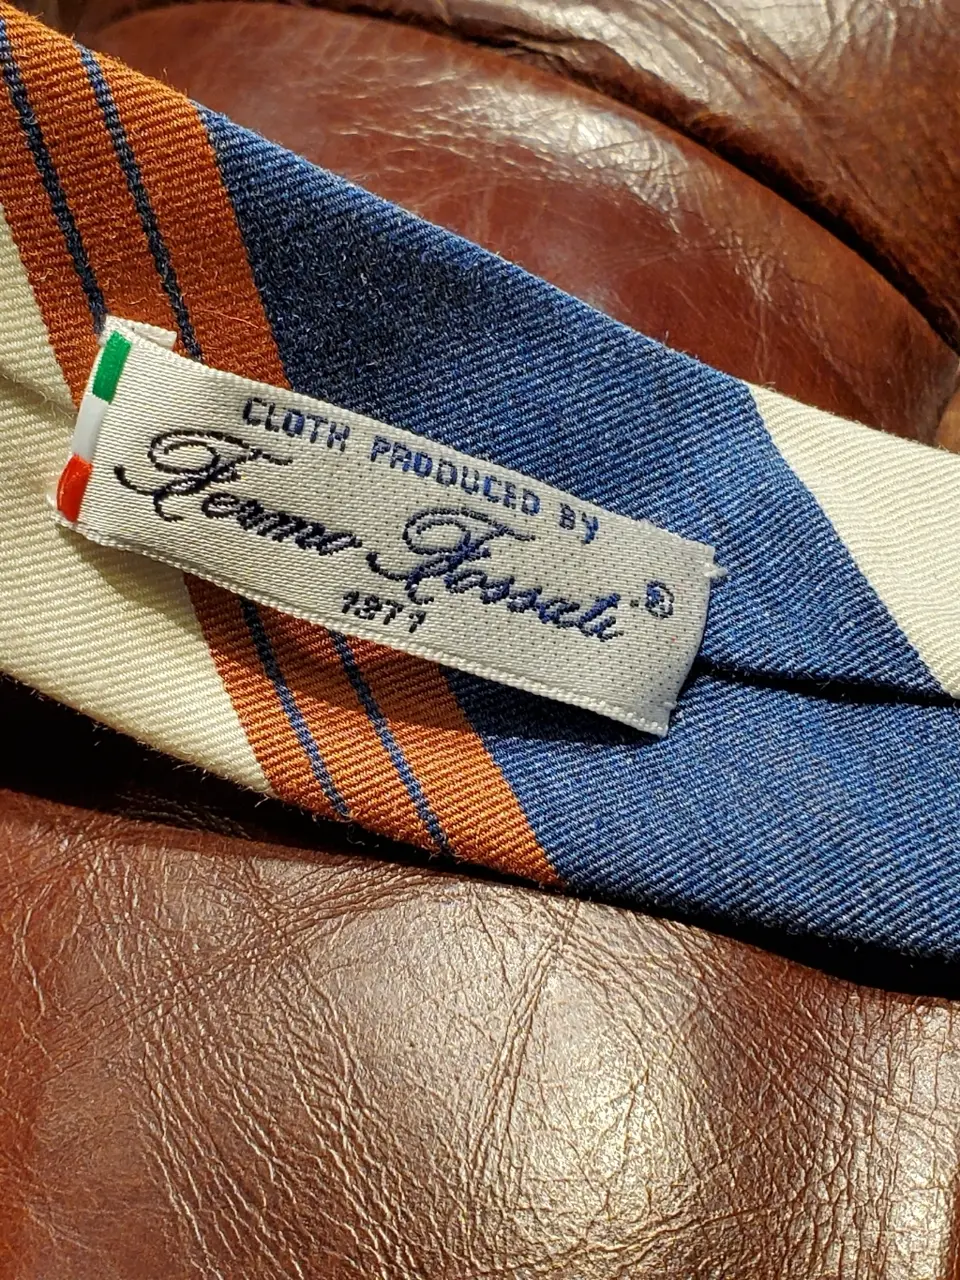 CLOTH PRODUCED BY
Fermo Fossati ®
1871